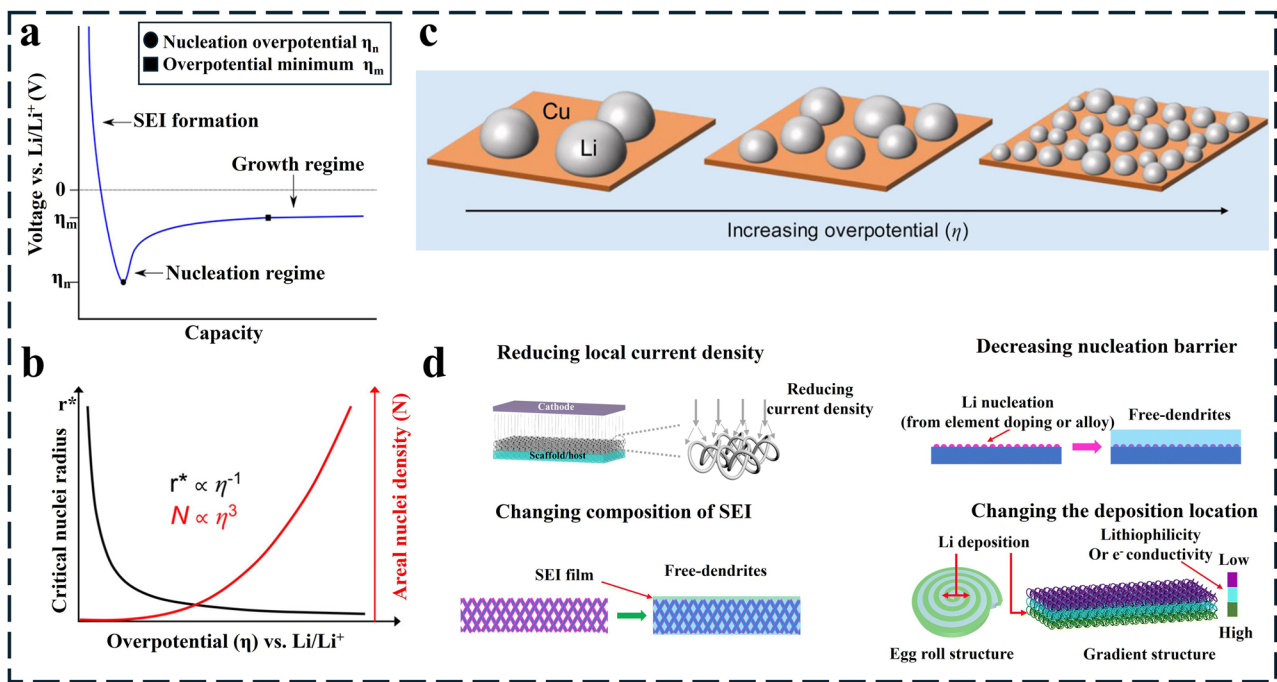 a
Nucleation overpotential ηn
Overpotential minimum ηm
Voltage vs. Li/Li⁺ (V)
SEI formation
Growth regime
0
ηm
Nucleation regime
ηn
Capacity
b
Critical nuclei radius
r*
r* ∝ η⁻¹
N ∝ η³
Areal nuclei density (N)
Overpotential (η) vs. Li/Li⁺
c
Cu
Li
Increasing overpotential (η)
d
Reducing local current density
Cathode
Scaffold/host
Reducing
current density
Decreasing nucleation barrier
Li nucleation
(from element doping or alloy)
Free-dendrites
Changing composition of SEI
SEI film
Free-dendrites
Changing the deposition location
Li deposition
Lithiophilicity
Or e⁻ conductivity
Low
High
Egg roll structure
Gradient structure